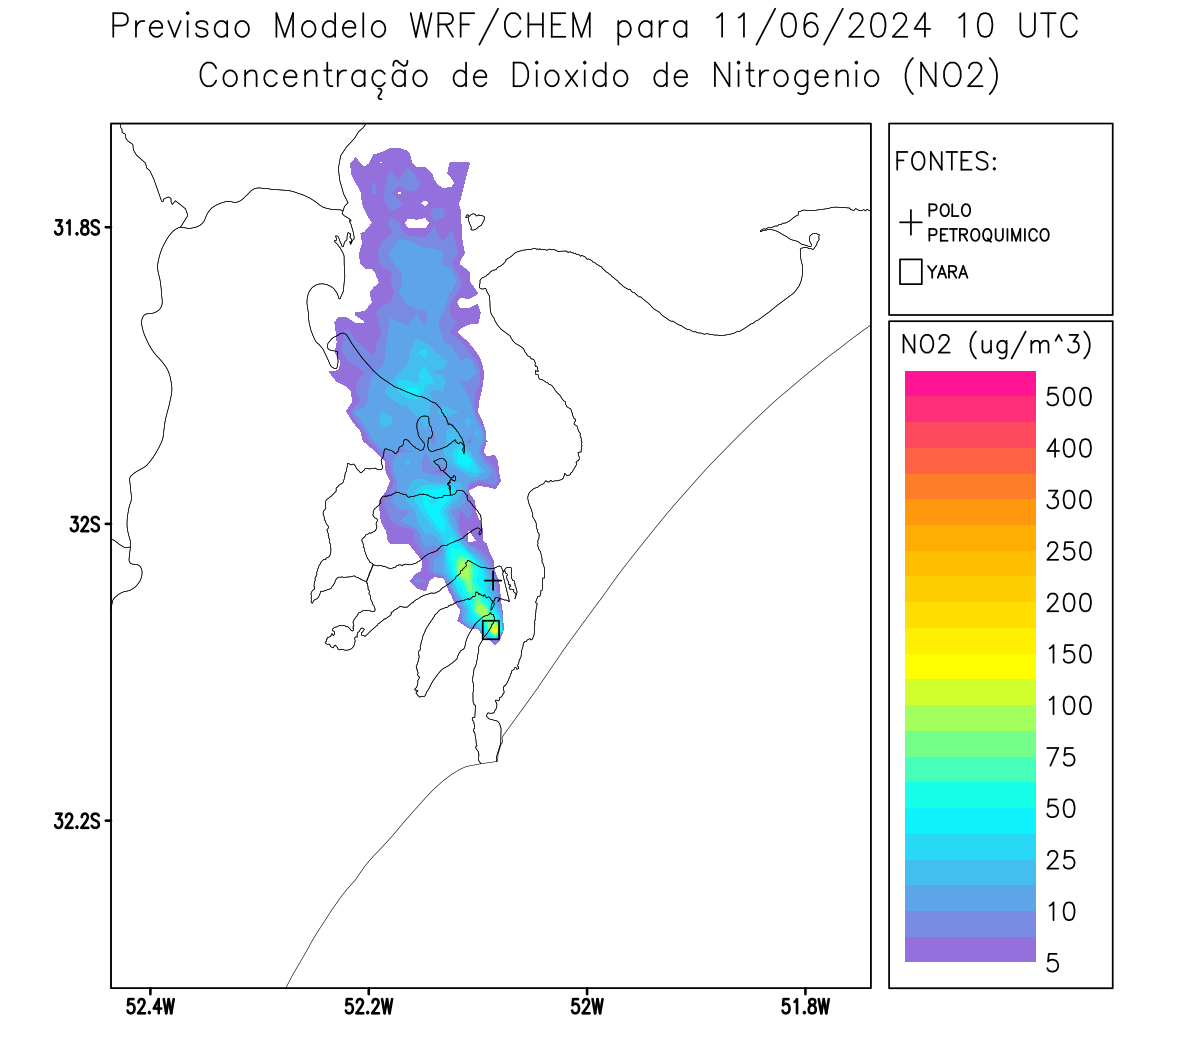 Previsao Modelo WRF/CHEM para 11/06/2024 10 UTC
Concentração de Dioxido de Nitrogenio (NO2)
FONTES:
POLO
PETROQUIMICO
YARA
31.8S
32S
32.2S
52.4W
52.2W
52W
51.8W
NO2 (ug/m^3)
500
400
300
250
200
150
100
75
50
25
10
5